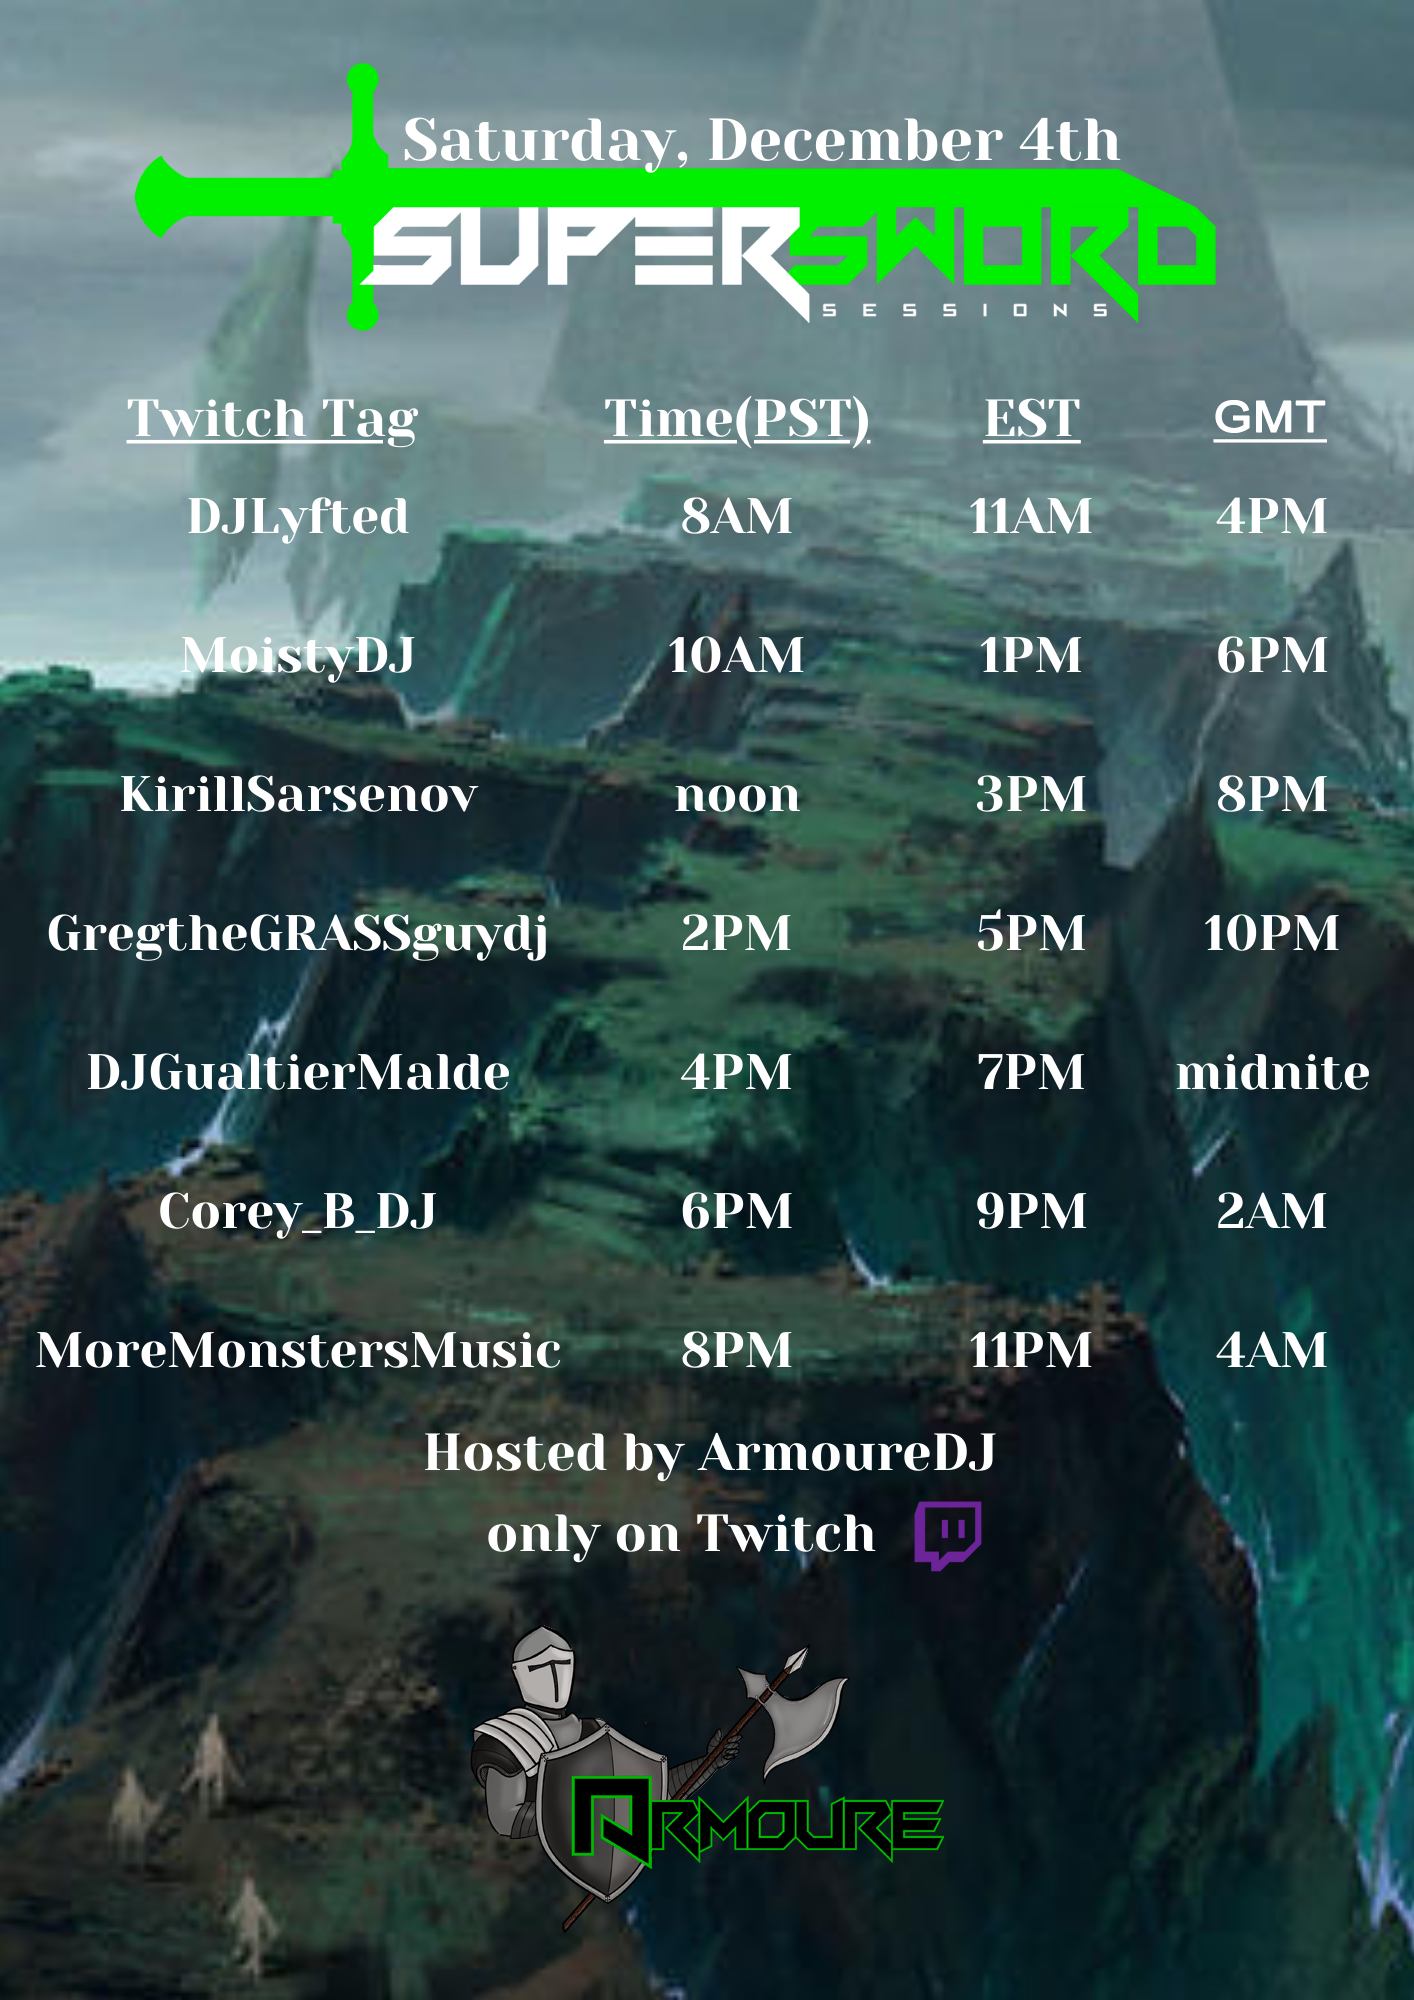 Saturday, December 4th
SUPERSWORD
SESSIONS
Twitch Tag Time(PST) EST GMT
DJLyfted 8AM 11AM 4PM
MoistyDJ 10AM 1PM 6PM
KirillSarsenov noon 3PM 8PM
GregtheGRASSguydj 2PM 5PM 10PM
DJGualtierMalde 4PM 7PM midnite
Corey_B_DJ 6PM 9PM 2AM
MoreMonstersMusic 8PM 11PM 4AM
Hosted by ArmoureDJ
only on Twitch
ARMOURE